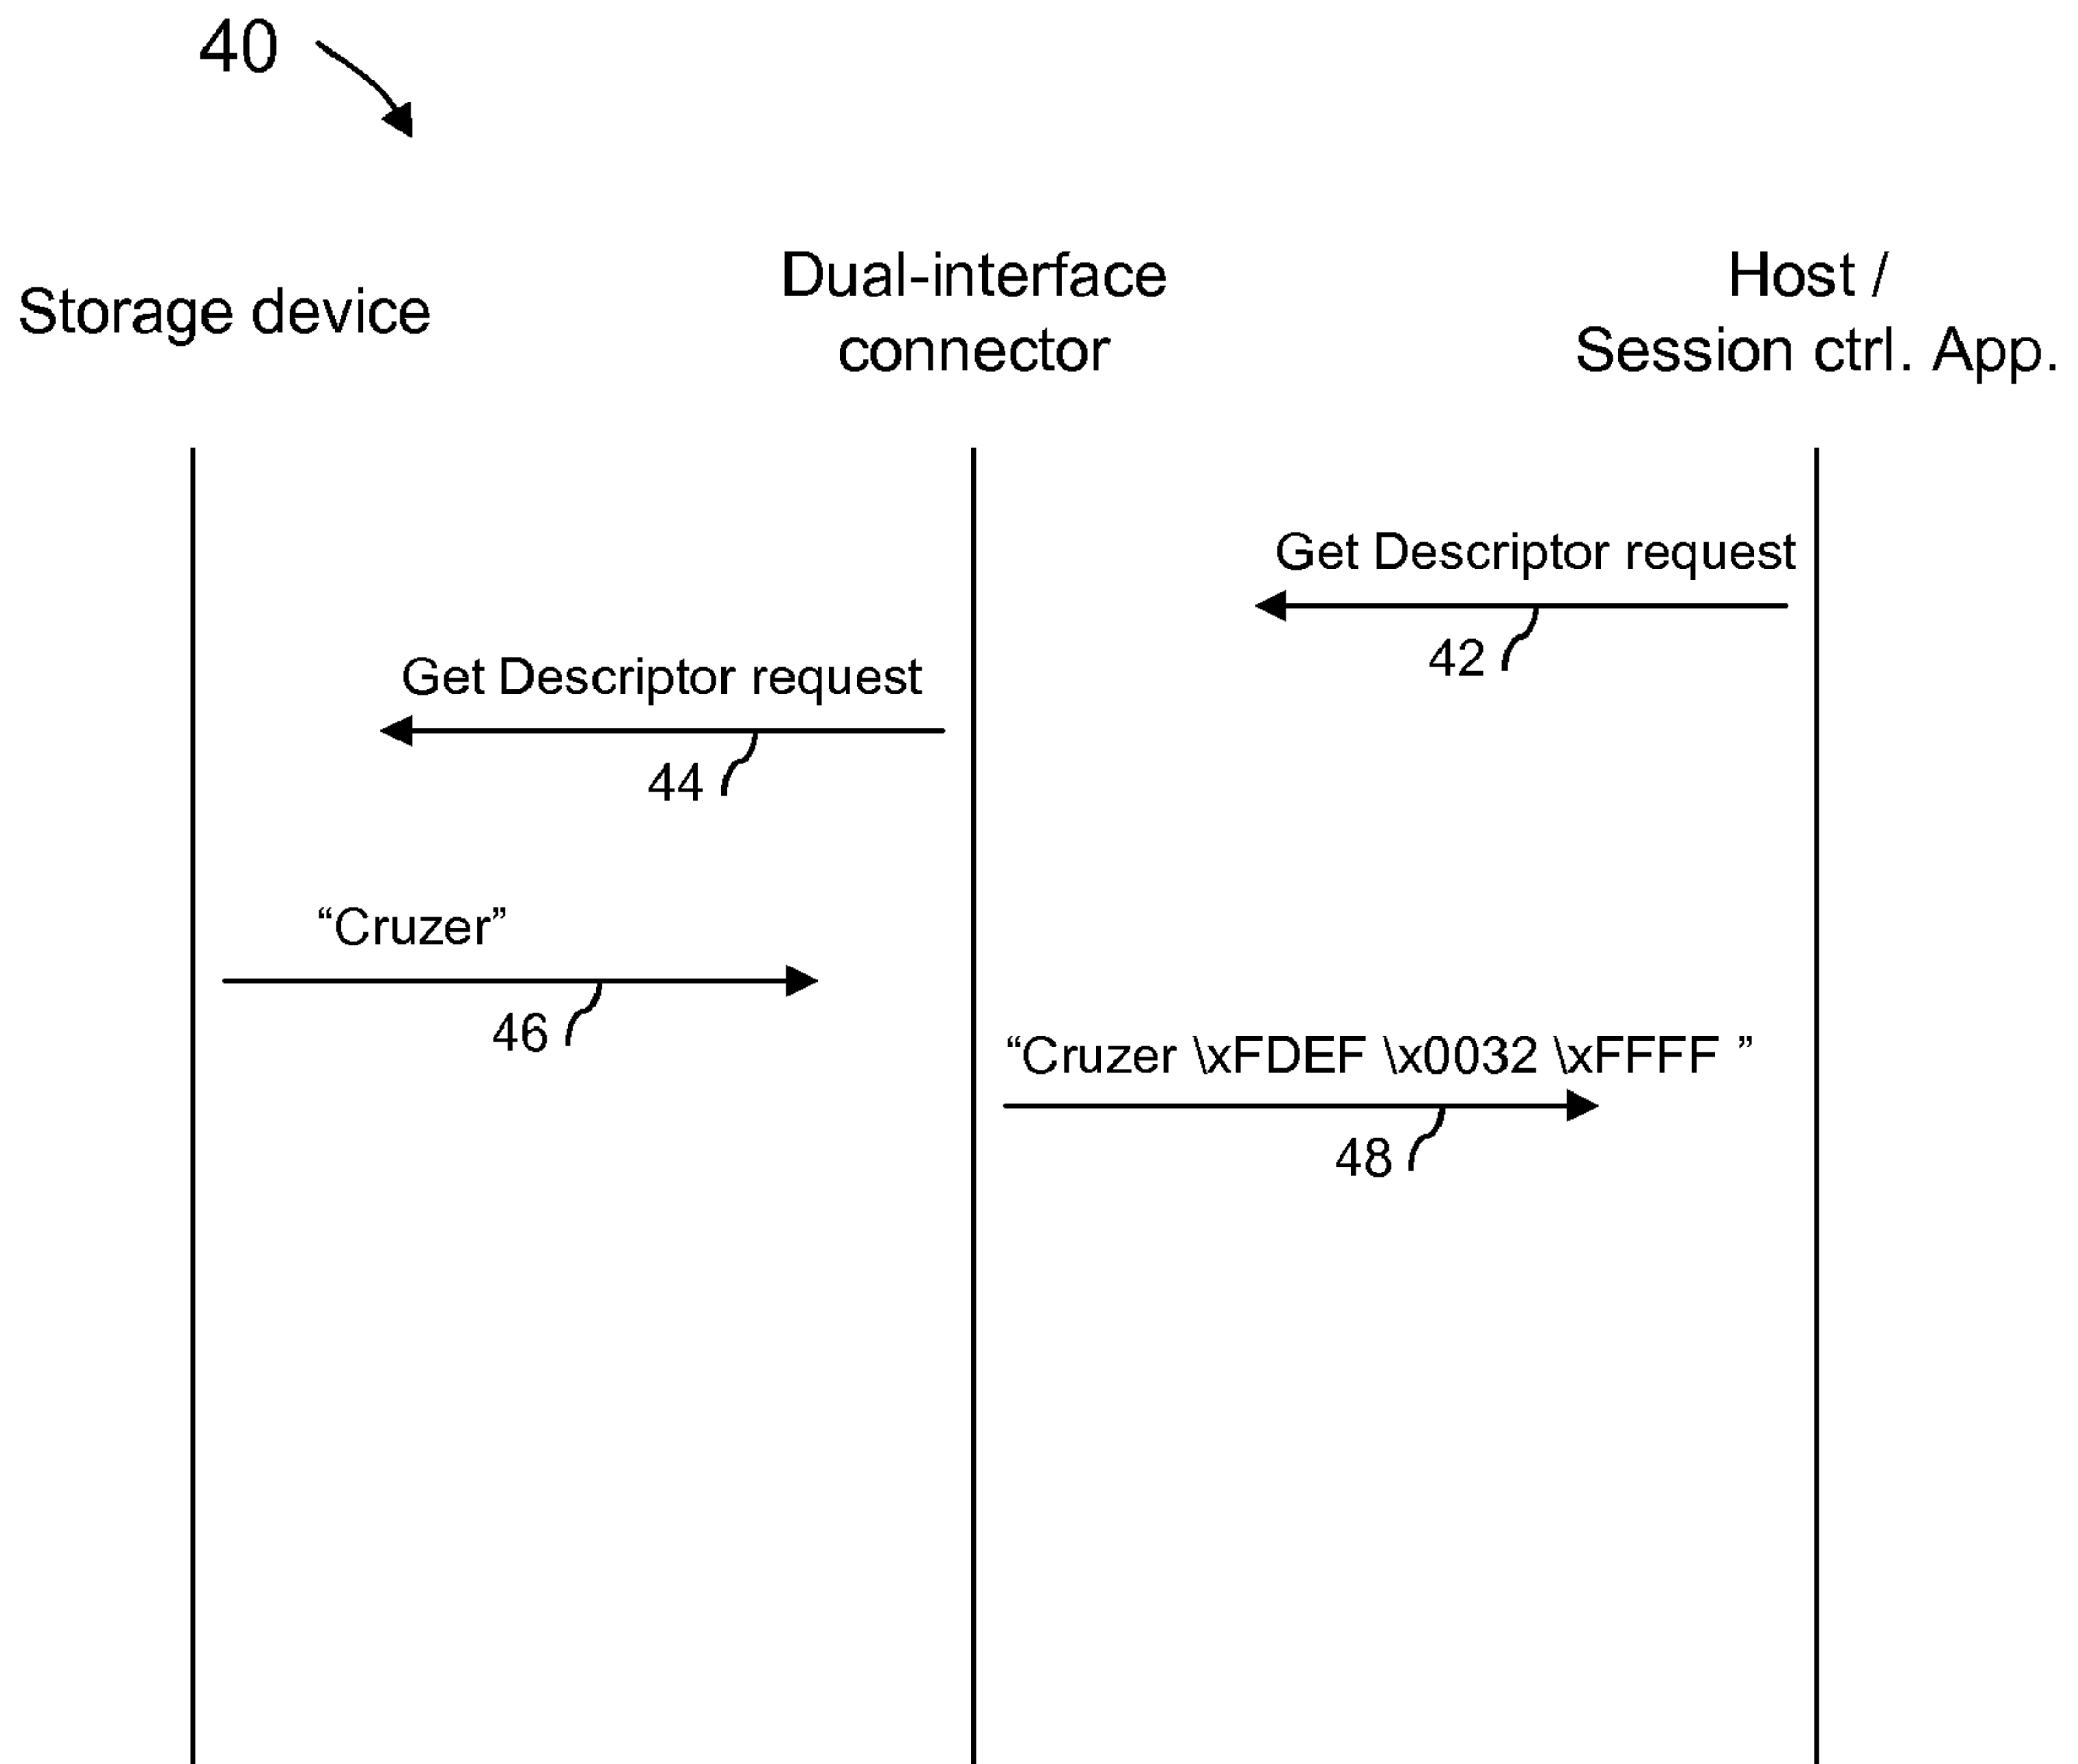 40
Storage device
Dual-interface
connector
Host /
Session ctrl. App.
Get Descriptor request
42
Get Descriptor request
44
“Cruzer”
46
“Cruzer \xFDEF \x0032 \xFFFF ”
48